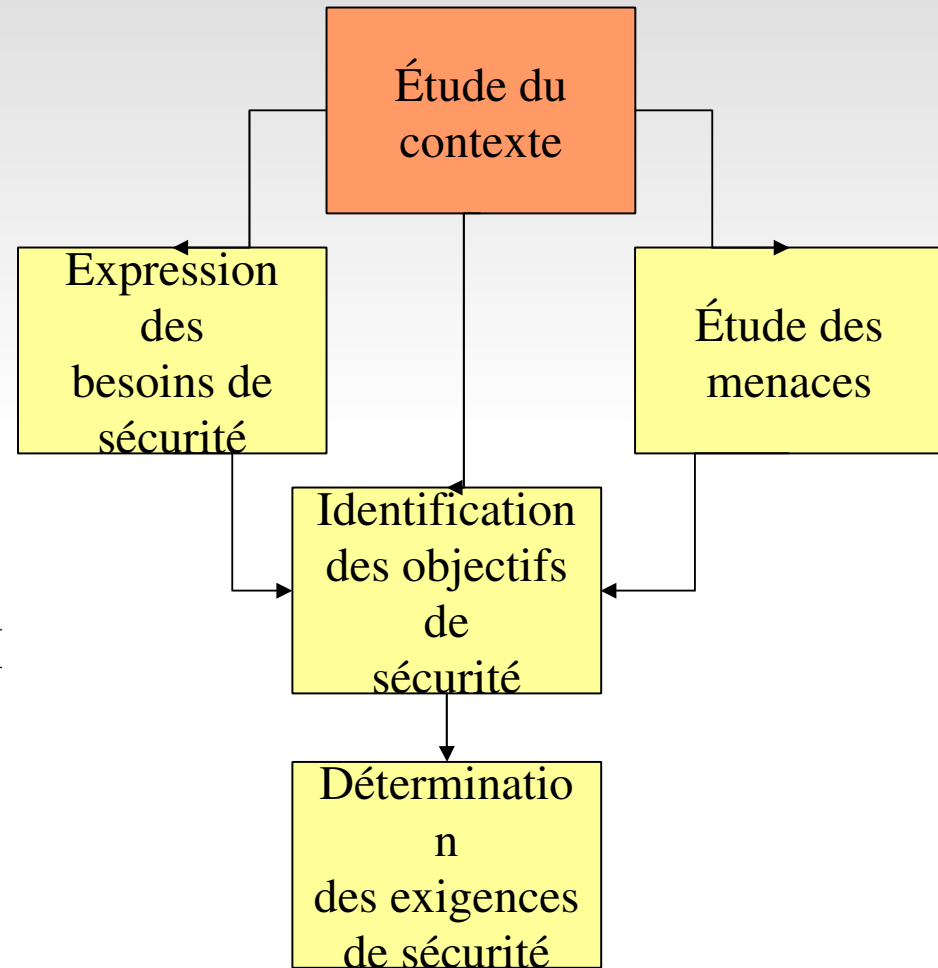 Étude du
contexte
Expression
des
besoins de
sécurité
Étude des
menaces
Identification
des objectifs
de
sécurité
Déterminatio
n
des exigences
de sécurité